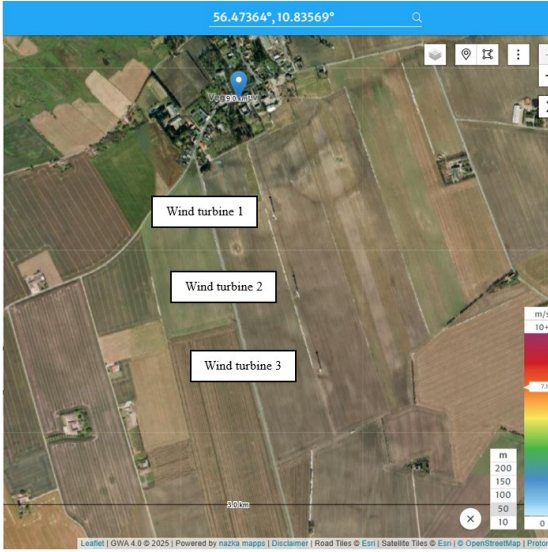 56.47364°, 10.83569°
Wind turbine 1
Wind turbine 2
Wind turbine 3
m/s
10+
0
m
200
150
100
50
10
3.0 km
Leaflet | GWA 4.0 © 2025 | Powered by nazka mapps | Disclaimer | Road Tiles © Esri | Satellite Tiles © Esri | © OpenStreetMap |